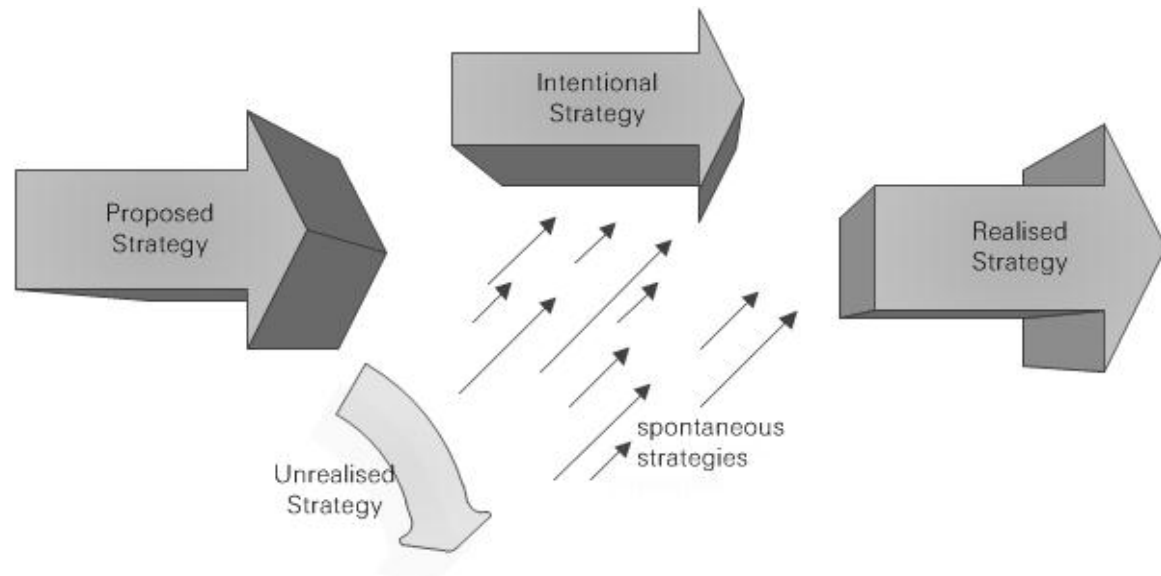 Intentional
Strategy
Proposed
Strategy
Realised
Strategy
spontaneous
strategies
Unrealised
Strategy